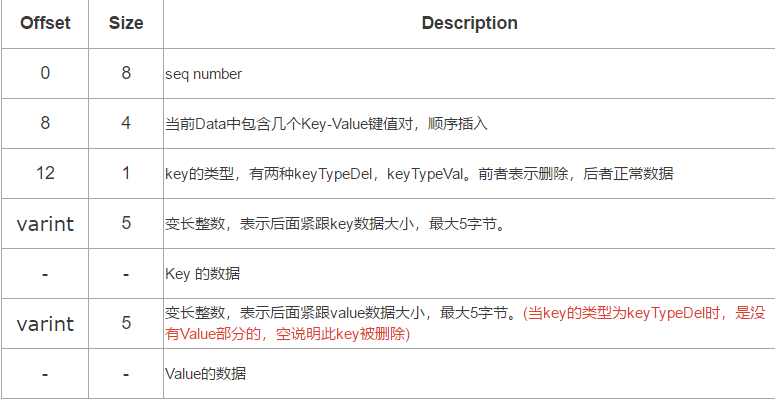 Offset Size Description
0 8 seq number
8 4 当前Data中包含几个Key-Value键值对，顺序插入
12 1 key的类型，有两种keyTypeDel，keyTypeVal。前者表示删除，后者正常数据
varint 5 变长整数，表示后面紧跟key数据大小，最大5字节。
- - Key 的数据
varint 5 变长整数，表示后面紧跟value数据大小，最大5字节。(当key的类型为keyTypeDel时，是没
有Value部分的，空说明此key被删除)
- - Value的数据